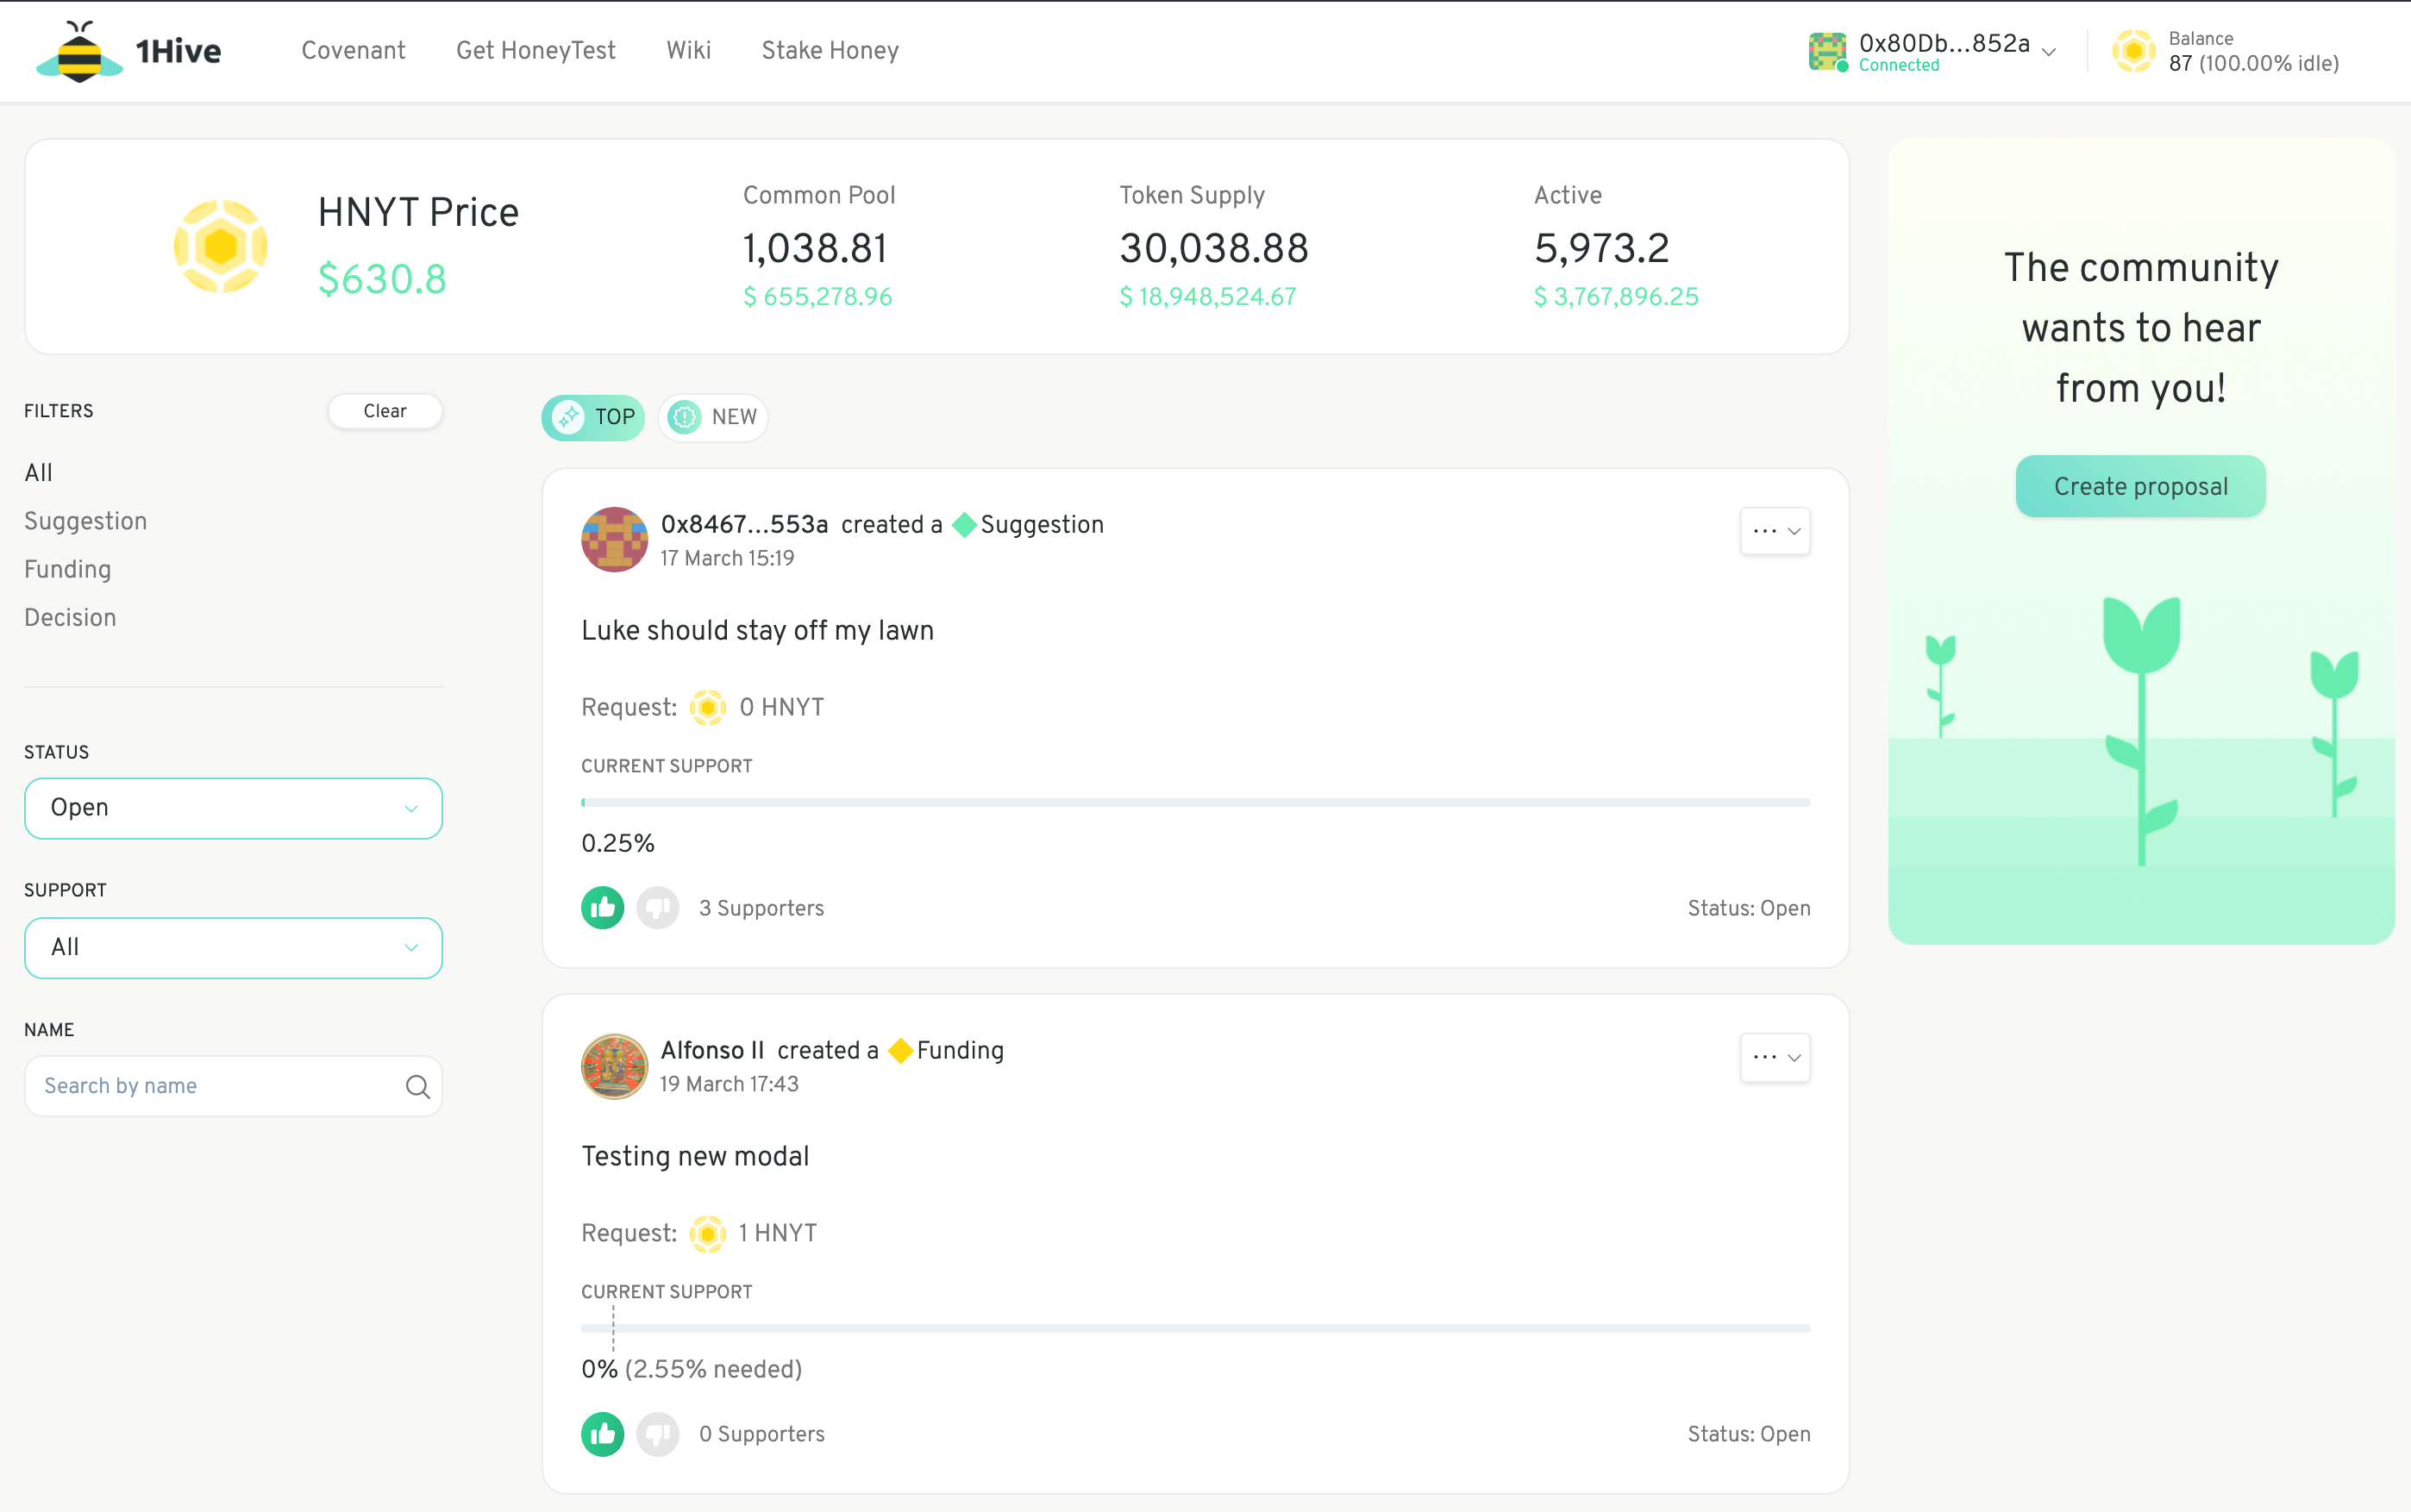 1Hive
Covenant
Get HoneyTest
Wiki
Stake Honey
0x80Db...852a
Connected
Balance
87 (100.00% idle)
HNYT Price
$630.8
Common Pool
1,038.81
$ 655,278.96
Token Supply
30,038.88
$ 18,948,524.67
Active
5,973.2
$ 3,767,896.25
The community
wants to hear
from you!
Create proposal
FILTERS
Clear
All
Suggestion
Funding
Decision
STATUS
Open
SUPPORT
All
NAME
Search by name
TOP
NEW
0x8467...553a created a Suggestion
17 March 15:19
Luke should stay off my lawn
Request: 0 HNYT
CURRENT SUPPORT
0.25%
3 Supporters
Status: Open
Alfonso II created a Funding
19 March 17:43
Testing new modal
Request: 1 HNYT
CURRENT SUPPORT
0% (2.55% needed)
0 Supporters
Status: Open